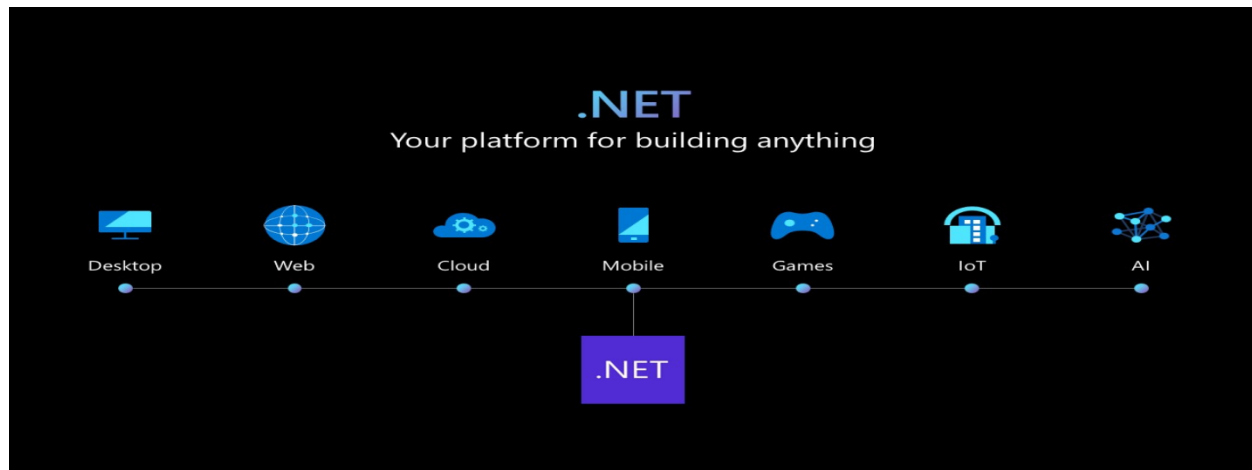 .NET
Your platform for building anything
Desktop
Web
Cloud
Mobile
Games
IoT
AI
.NET